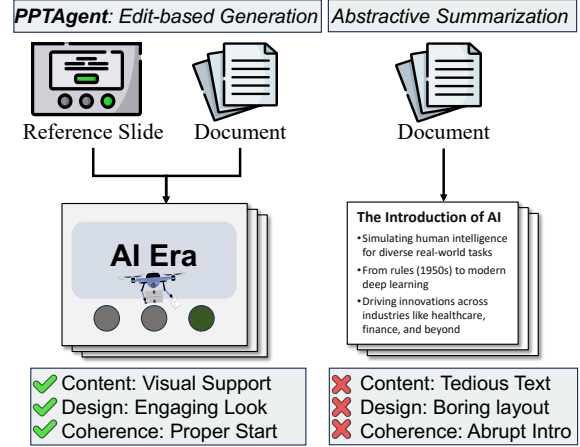 PPTAgent: Edit-based Generation
Abstractive Summarization
Reference Slide
Document
Document
AI Era
The Introduction of AI
•Simulating human intelligence
for diverse real-world tasks
•From rules (1950s) to modern
deep learning
•Driving innovations across
industries like healthcare,
finance, and beyond
Content: Visual Support
Design: Engaging Look
Coherence: Proper Start
Content: Tedious Text
Design: Boring layout
Coherence: Abrupt Intro